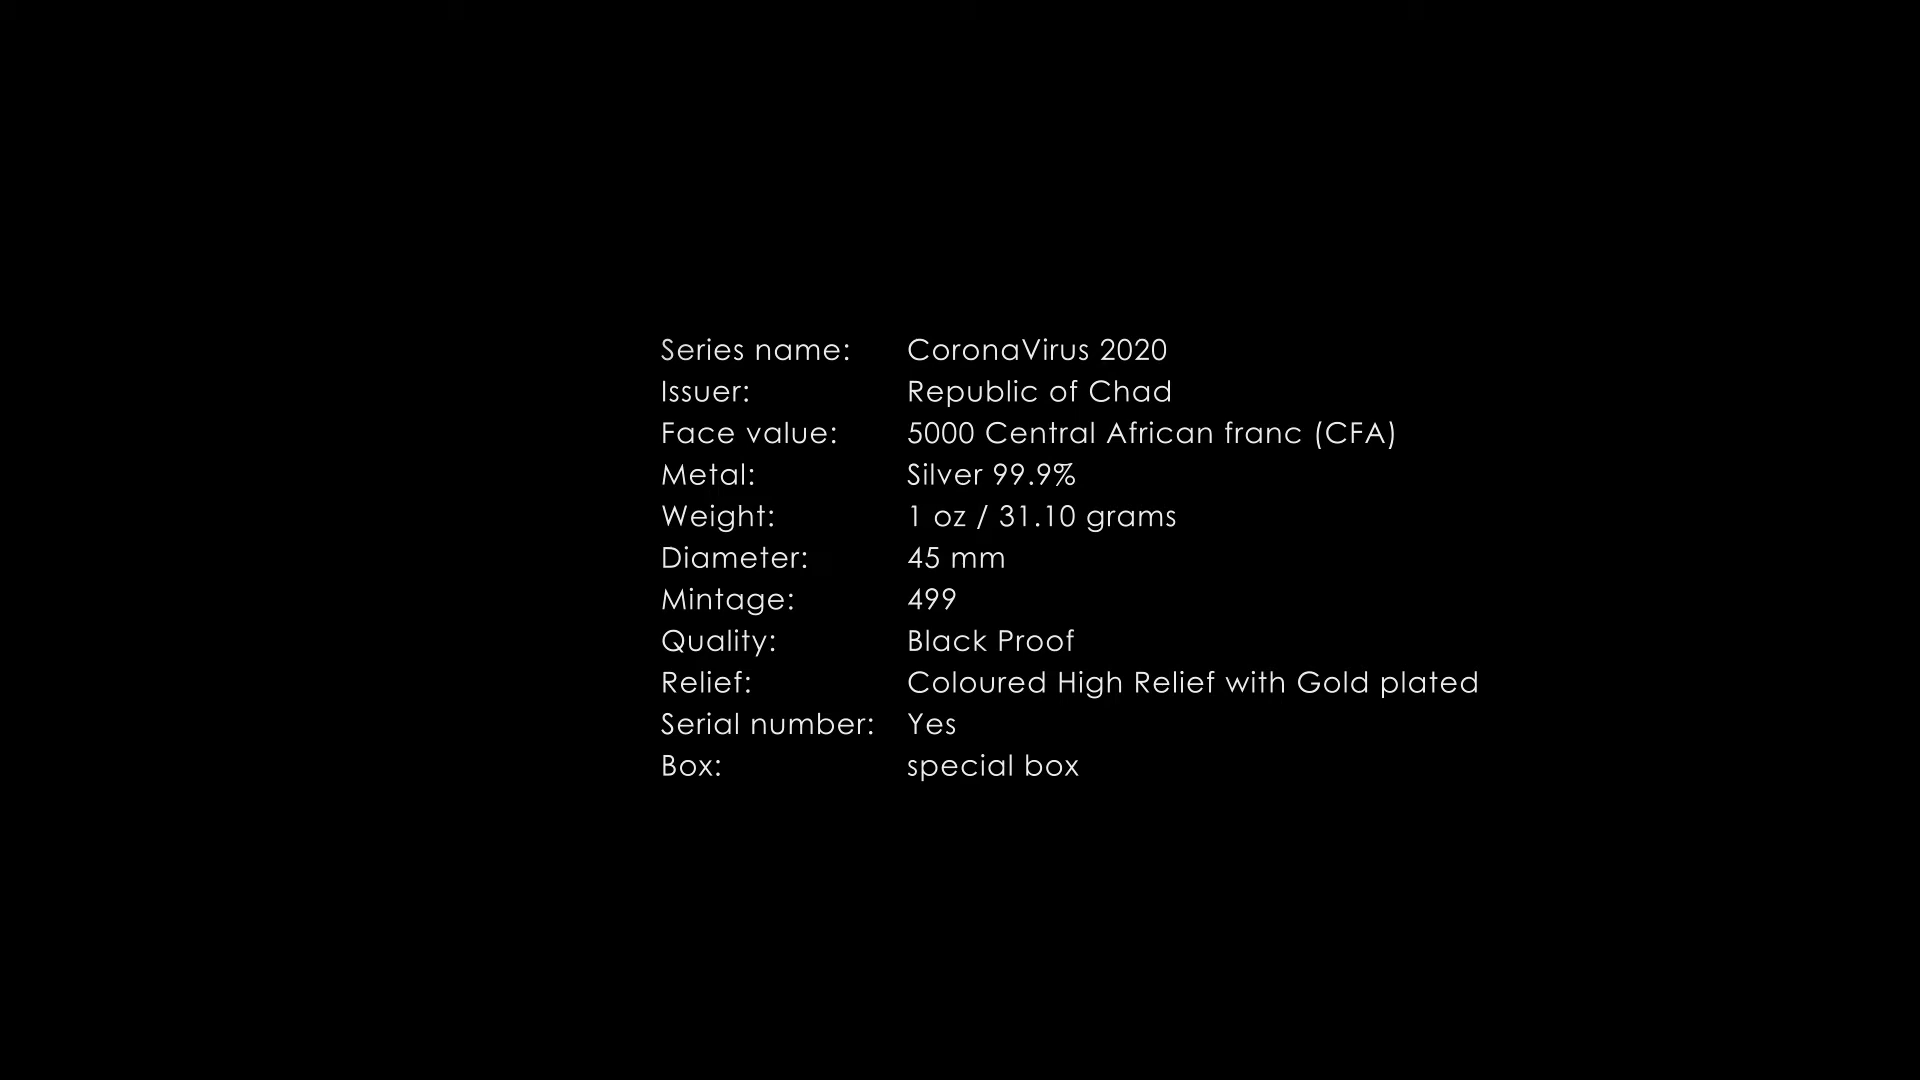 Series name: CoronaVirus 2020
Issuer: Republic of Chad
Face value: 5000 Central African franc (CFA)
Metal: Silver 99.9%
Weight: 1 oz / 31.10 grams
Diameter: 45 mm
Mintage: 499
Quality: Black Proof
Relief: Coloured High Relief with Gold plated
Serial number: Yes
Box: special box